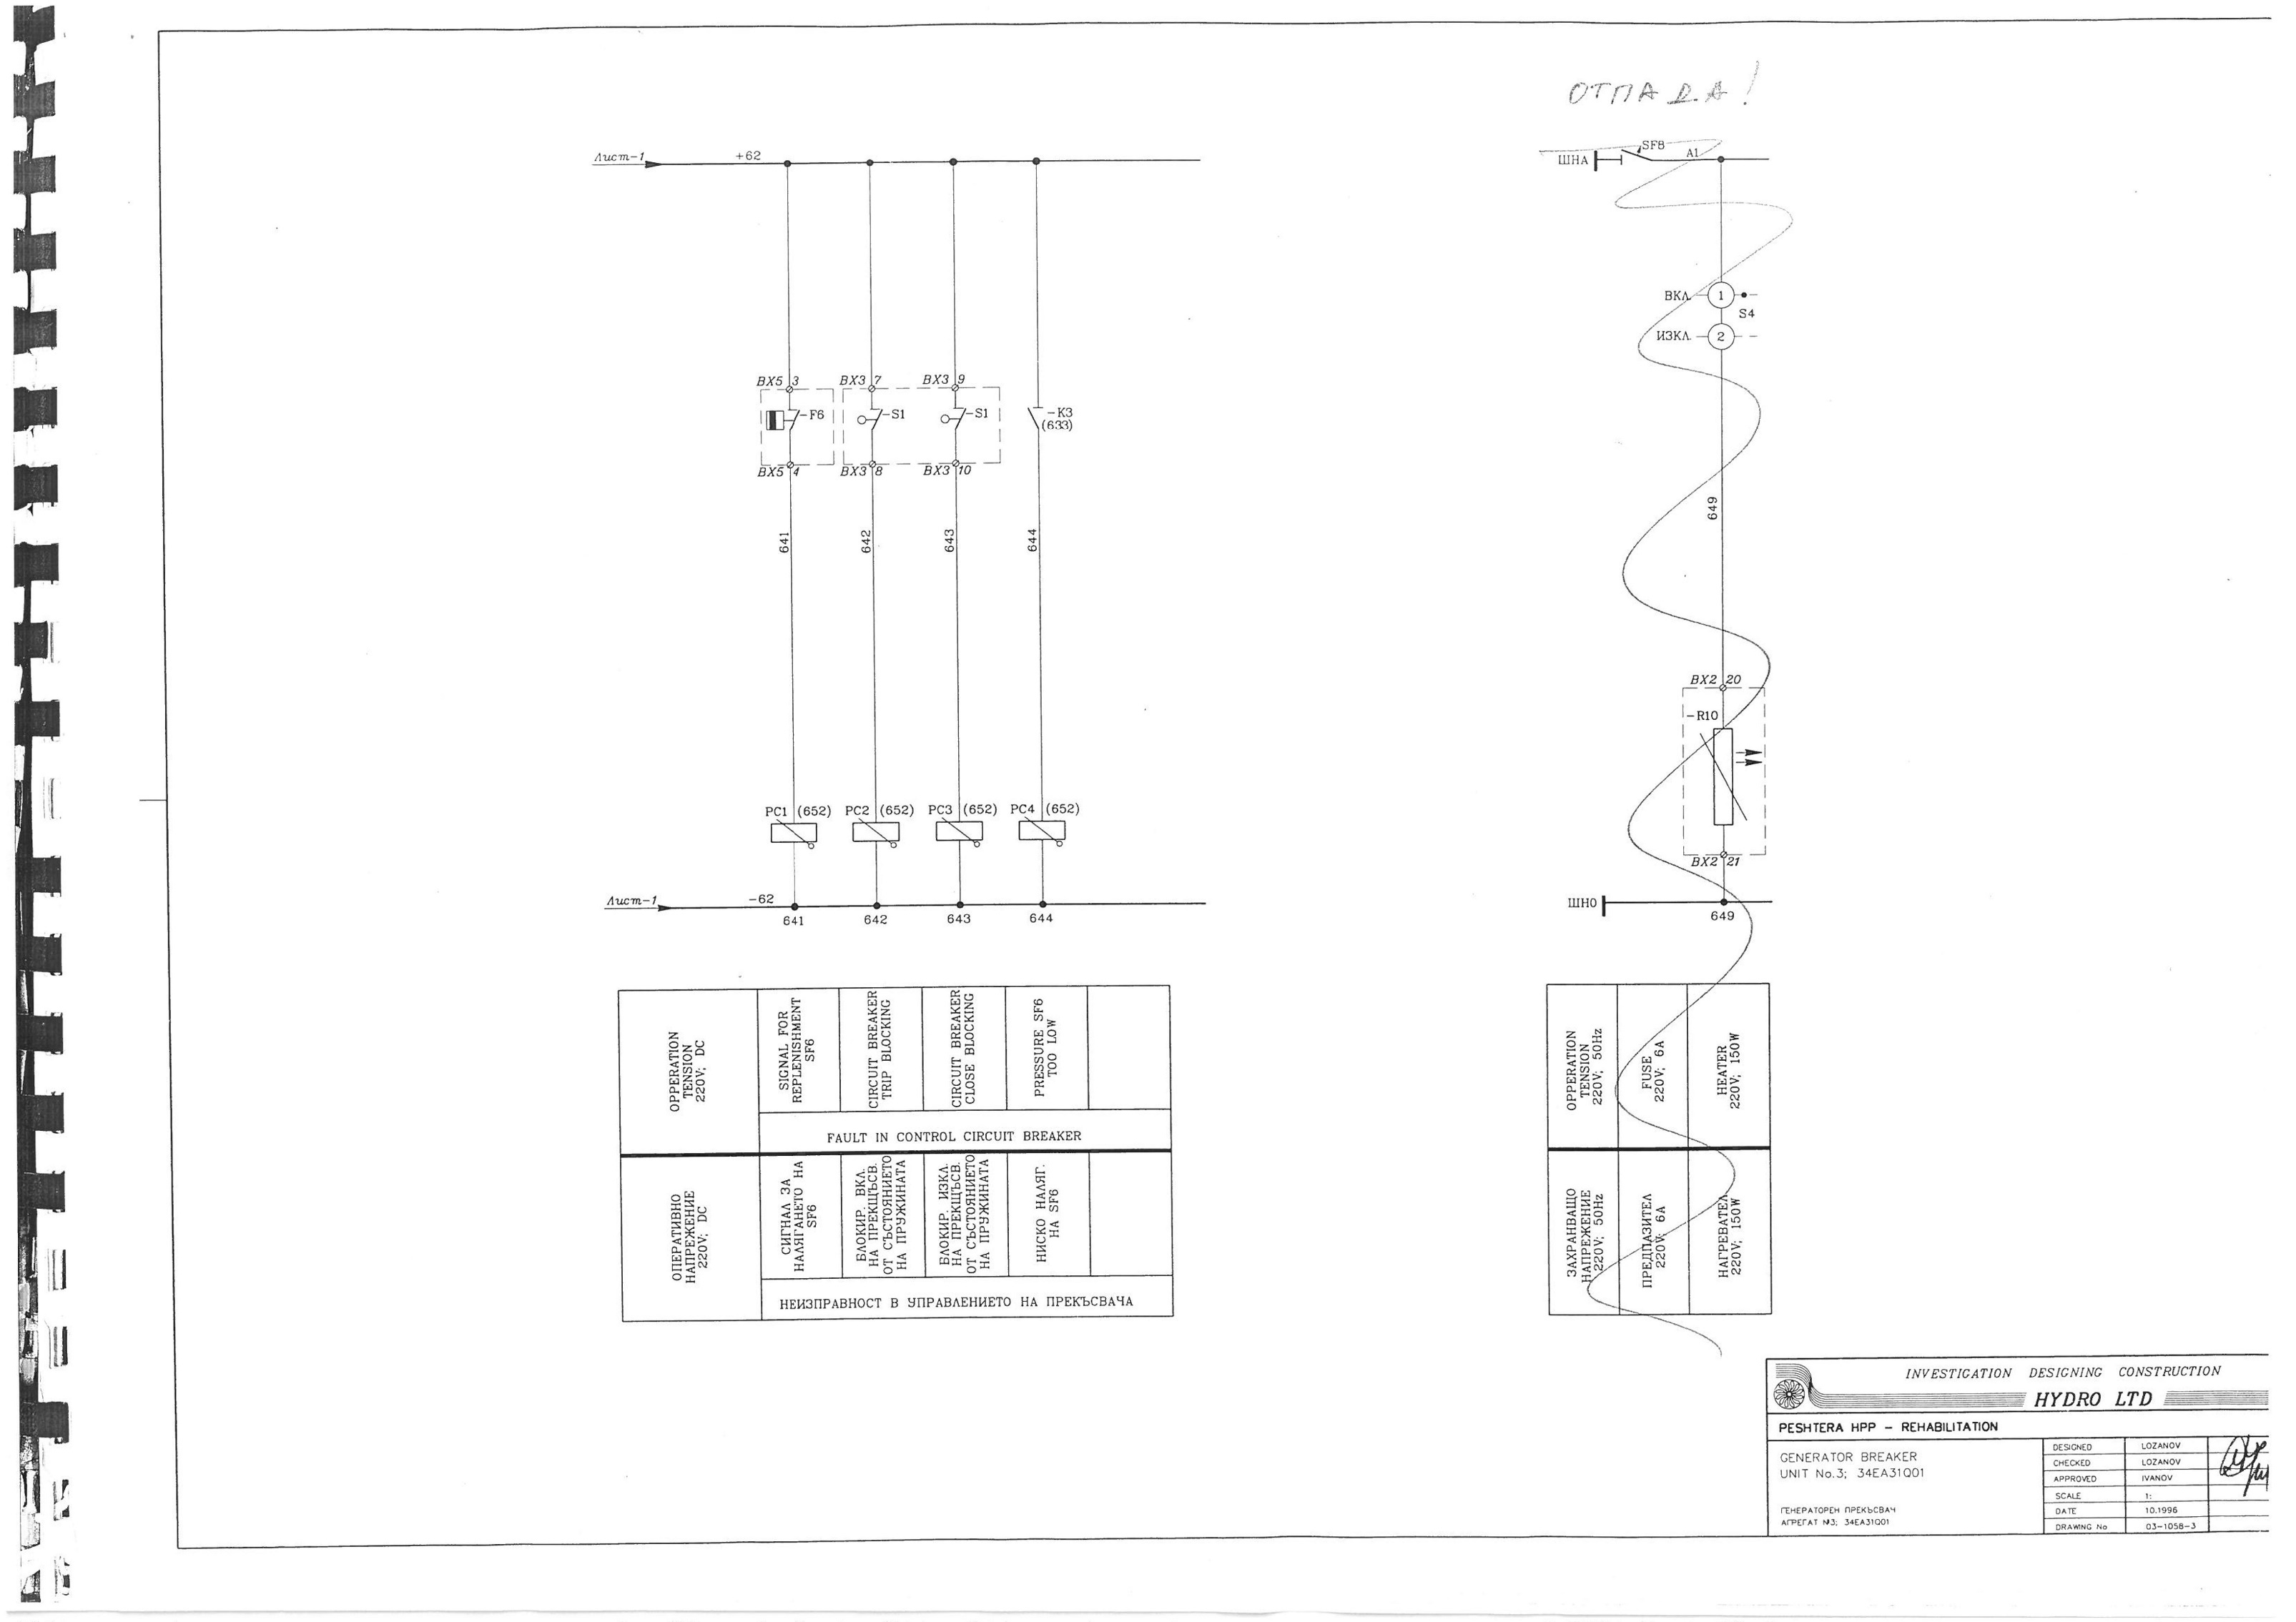 ОТПАДА!
Лист-1
+62
ШНА
SF8
A1
ВКЛ.
1
S4
ИЗКЛ.
2
BX5 3
BX3 7
BX3 9
-F6
-S1
-S1
-K3
(633)
BX5 4
BX3 8
BX3 10
641
642
643
644
649
BX2 20
-R10
BX2 21
PC1 (652)
PC2 (652)
PC3 (652)
PC4 (652)
Лист-1
-62
641
642
643
644
ШНО
649
OPPERATION
TENSION
220V; DC
SIGNAL FOR
REPLENISHMENT
SF6
CIRCUIT BREAKER
TRIP BLOCKING
CIRCUIT BREAKER
CLOSE BLOCKING
PRESSURE SF6
TOO LOW
FAULT IN CONTROL CIRCUIT BREAKER
ОПЕРАТИВНО
НАПРЕЖЕНИЕ
220V; DC
СИГНАЛ ЗА
НАЛЯГАНЕТО НА
SF6
БЛОКИР. ВКЛ.
НА ПРЕКЩЪСВ.
ОТ СЪСТОЯНИЕТО
НА ПРУЖИНАТА
БЛОКИР. ИЗКЛ.
НА ПРЕКЩЪСВ.
ОТ СЪСТОЯНИЕТО
НА ПРУЖИНАТА
НИСКО НАЛЯГ.
НА SF6
НЕИЗПРАВНОСТ В УПРАВЛЕНИЕТО НА ПРЕКЪСВАЧА
OPPERATION
TENSION
220V; 50Hz
FUSE
220V; 6A
HEATER
220V; 150W
ЗАХРАНВАЩО
НАПРЕЖЕНИЕ
220V; 50Hz
ПРЕДПАЗИТЕЛ
220V; 6A
НАГРЕВАТЕЛ
220V; 150W
INVESTIGATION DESIGNING CONSTRUCTION
HYDRO LTD
PESHTERA HPP - REHABILITATION
GENERATOR BREAKER
UNIT No.3; 34EA31Q01
ГЕНЕРАТОРЕН ПРЕКЪСВАЧ
АГРЕГАТ №3; 34EA31Q01
DESIGNED LOZANOV
CHECKED LOZANOV
APPROVED IVANOV
SCALE 1:
DATE 10.1996
DRAWING No 03-1058-3